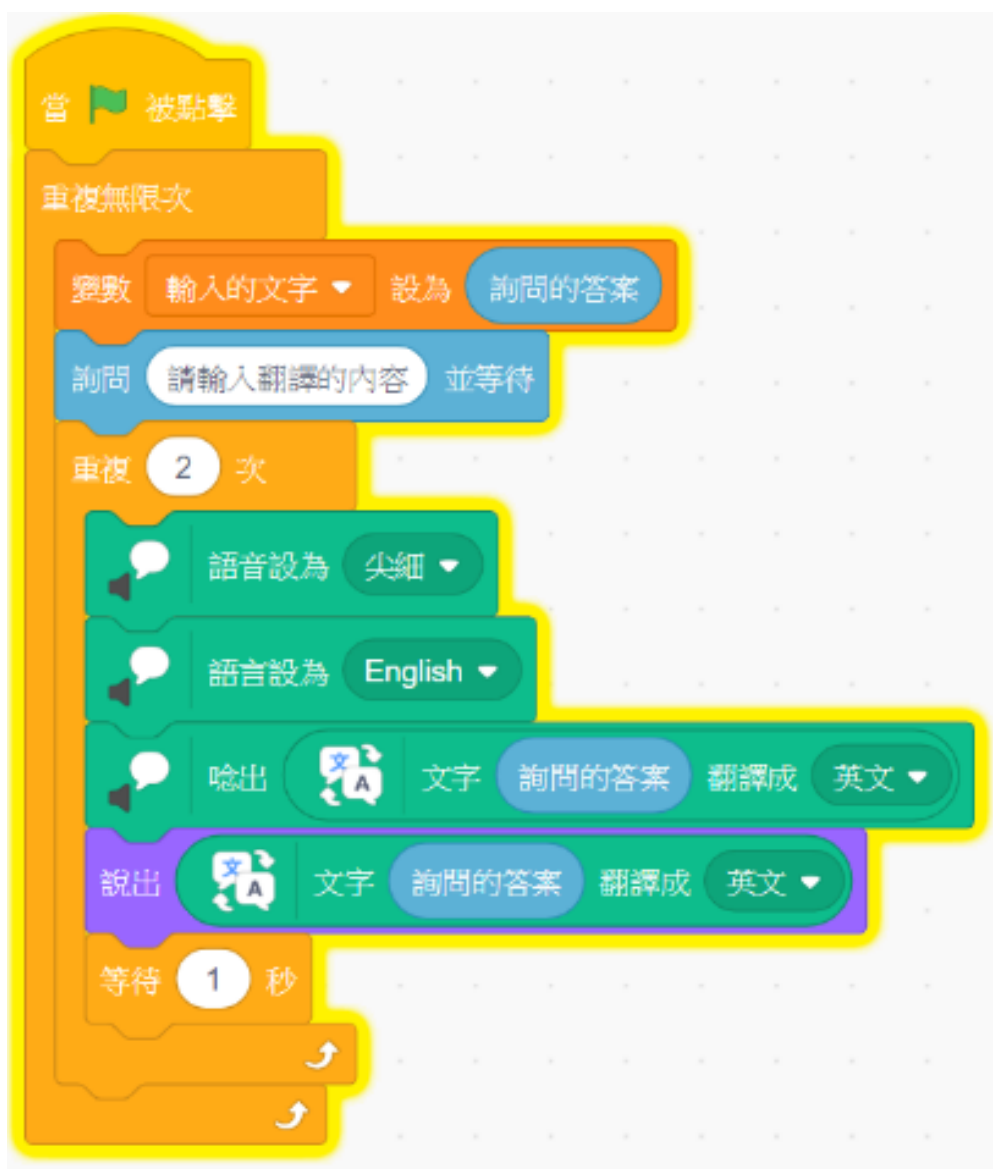 當 被點擊
重複無限次
變數 輸入的文字 設為 詢問的答案
詢問 請輸入翻譯的內容 並等待
重複 2 次
語音設為 尖細
語言設為 English
唸出 文字 詢問的答案 翻譯成 英文
說出 文字 詢問的答案 翻譯成 英文
等待 1 秒